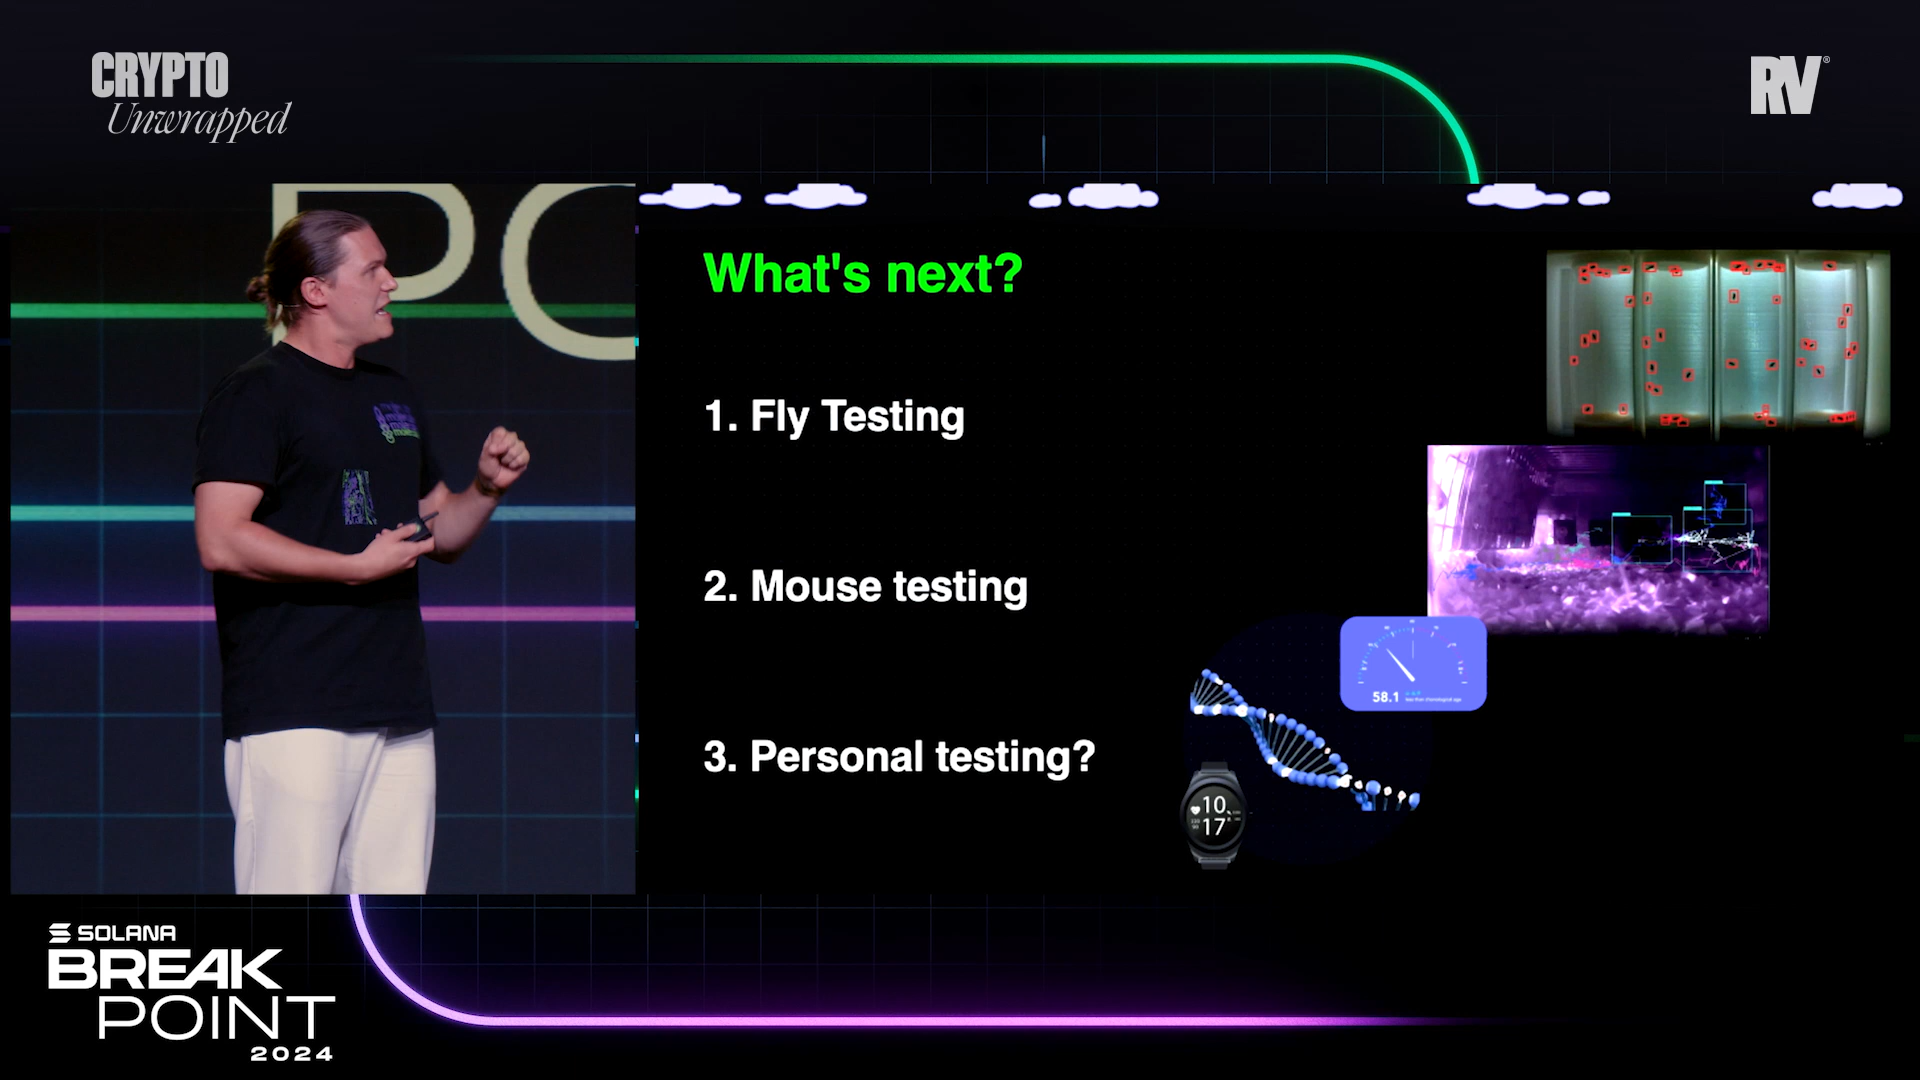 CRYPTO
Unwrapped
RV®
What's next?
1. Fly Testing
2. Mouse testing
58.1
3. Personal testing?
10
17
SOLANA
BREAK
POINT
2024